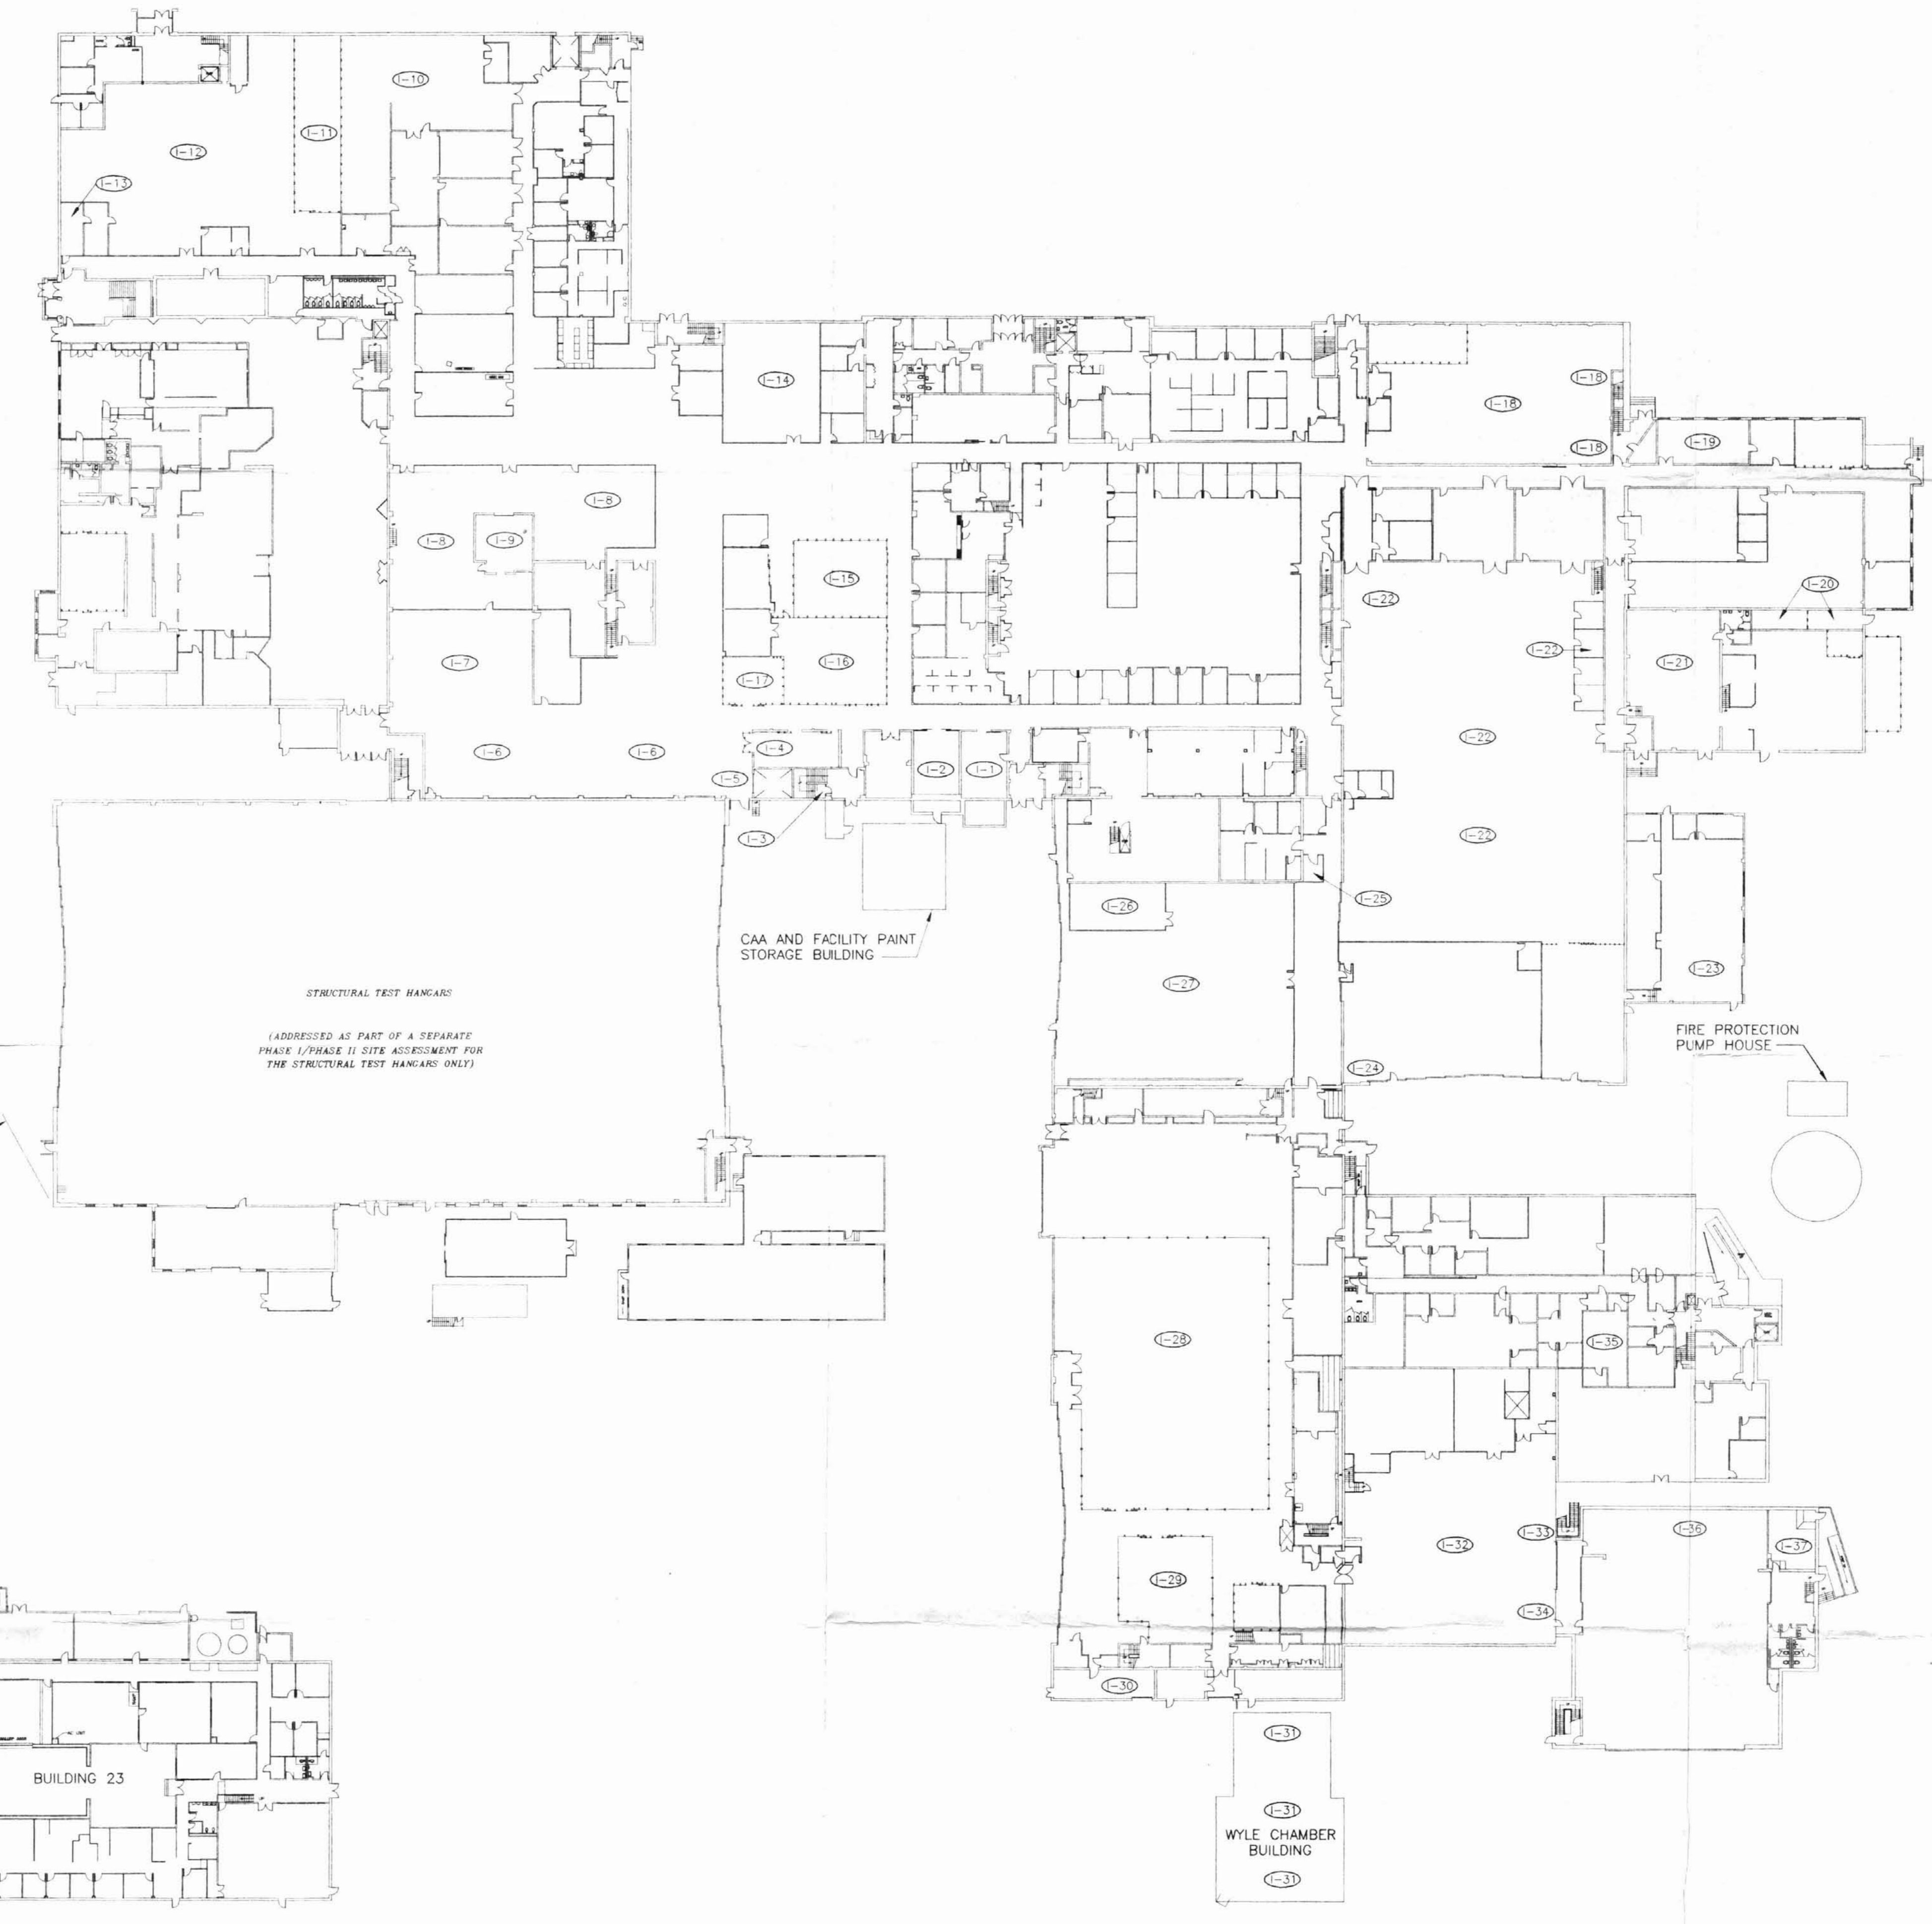 I-10
I-11
I-12
I-13
I-14
I-18
I-18
I-18
I-19
I-8
I-8
I-9
I-15
I-20
I-22
I-22
I-7
I-16
I-17
I-21
I-6
I-6
I-4
I-5
I-2
I-1
I-22
I-3
I-22
I-25
I-26
CAA AND FACILITY PAINT
STORAGE BUILDING
I-23
I-27
STRUCTURAL TEST HANGARS
(ADDRESSED AS PART OF A SEPARATE
PHASE I/PHASE II SITE ASSESSMENT FOR
THE STRUCTURAL TEST HANGARS ONLY)
FIRE PROTECTION
PUMP HOUSE
I-24
I-28
I-35
I-33
I-36
I-32
I-37
I-29
I-34
I-30
I-31
BUILDING 23
I-31
WYLE CHAMBER
BUILDING
I-31